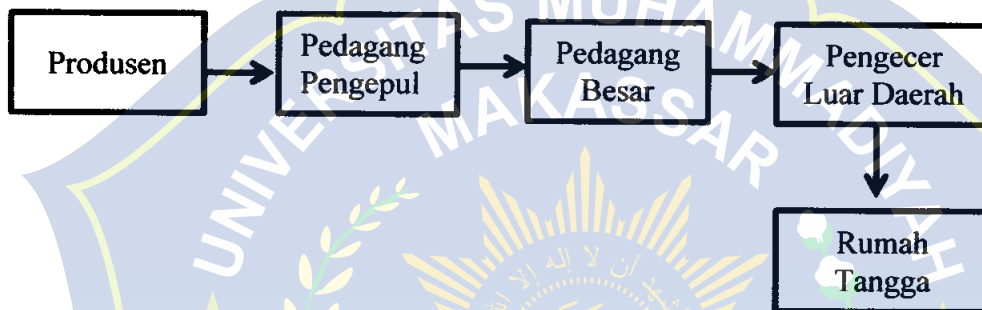 Produsen
Pedagang
Pengepul
Pedagang
Besar
Pengecer
Luar Daerah
Rumah
Tangga
UNIVERSITAS MUHAMMADIYAH
MAKASSAR